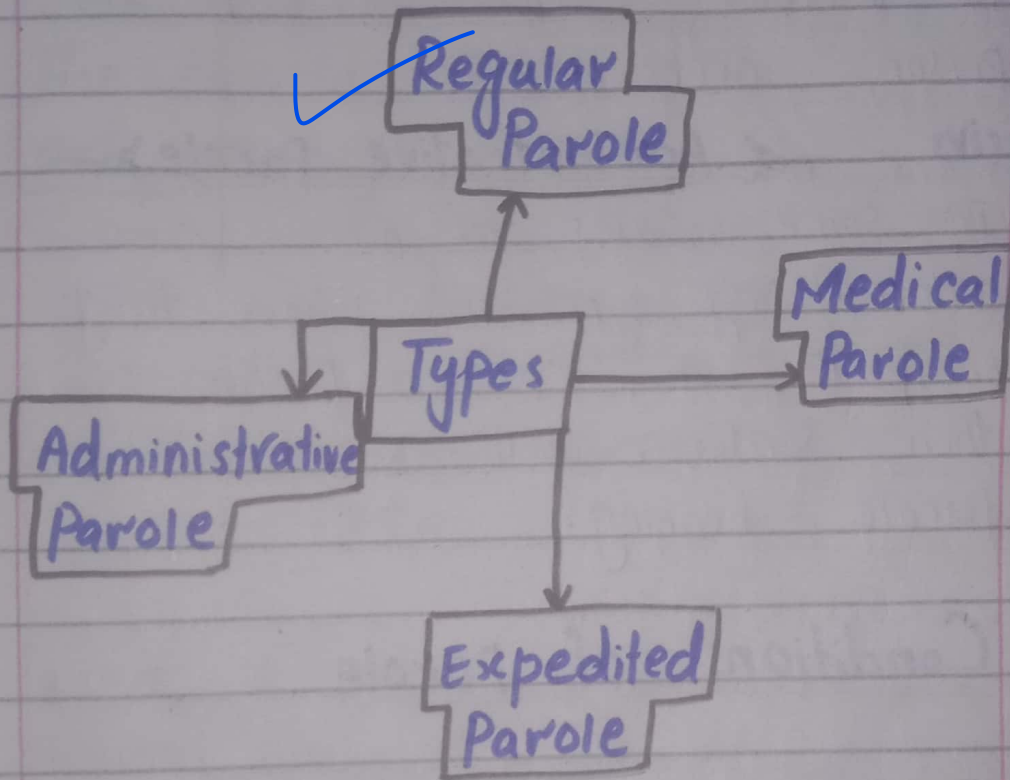 Regular
Parole
Medical
Parole
Types
Administrative
Parole
Expedited
Parole